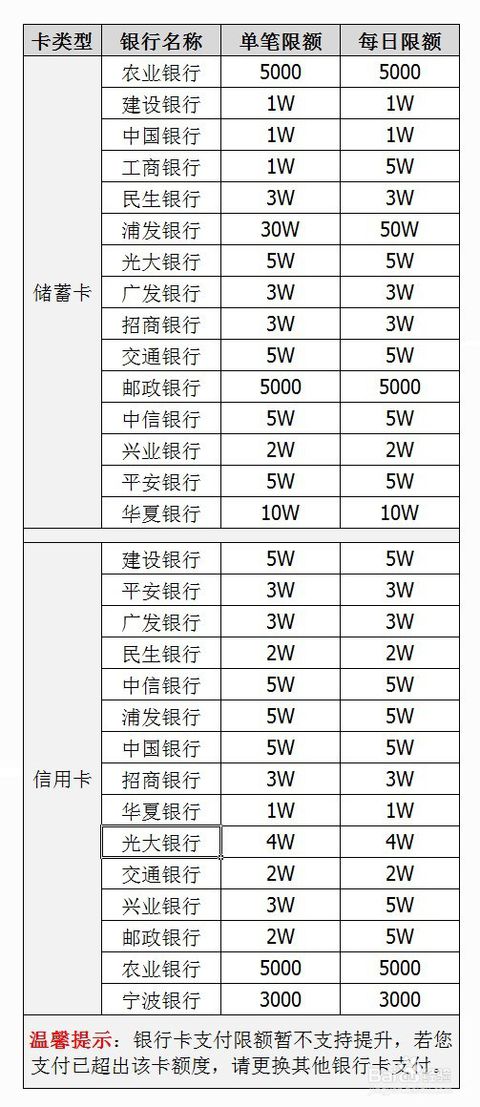 卡类型 银行名称 单笔限额 每日限额
农业银行 5000 5000
建设银行 1W 1W
中国银行 1W 1W
工商银行 1W 5W
民生银行 3W 3W
浦发银行 30W 50W
光大银行 5W 5W
储蓄卡 广发银行 3W 3W
招商银行 3W 3W
交通银行 5W 5W
邮政银行 5000 5000
中信银行 5W 5W
兴业银行 2W 2W
平安银行 5W 5W
华夏银行 10W 10W
建设银行 5W 5W
平安银行 3W 3W
广发银行 3W 3W
民生银行 2W 2W
中信银行 5W 5W
浦发银行 5W 5W
中国银行 5W 5W
信用卡 招商银行 3W 3W
华夏银行 1W 1W
光大银行 4W 4W
交通银行 2W 2W
兴业银行 3W 5W
邮政银行 2W 5W
农业银行 5000 5000
宁波银行 3000 3000
温馨提示：银行卡支付限额暂不支持提升，若您
支付已超出该卡额度，请更换其他银行卡支付。